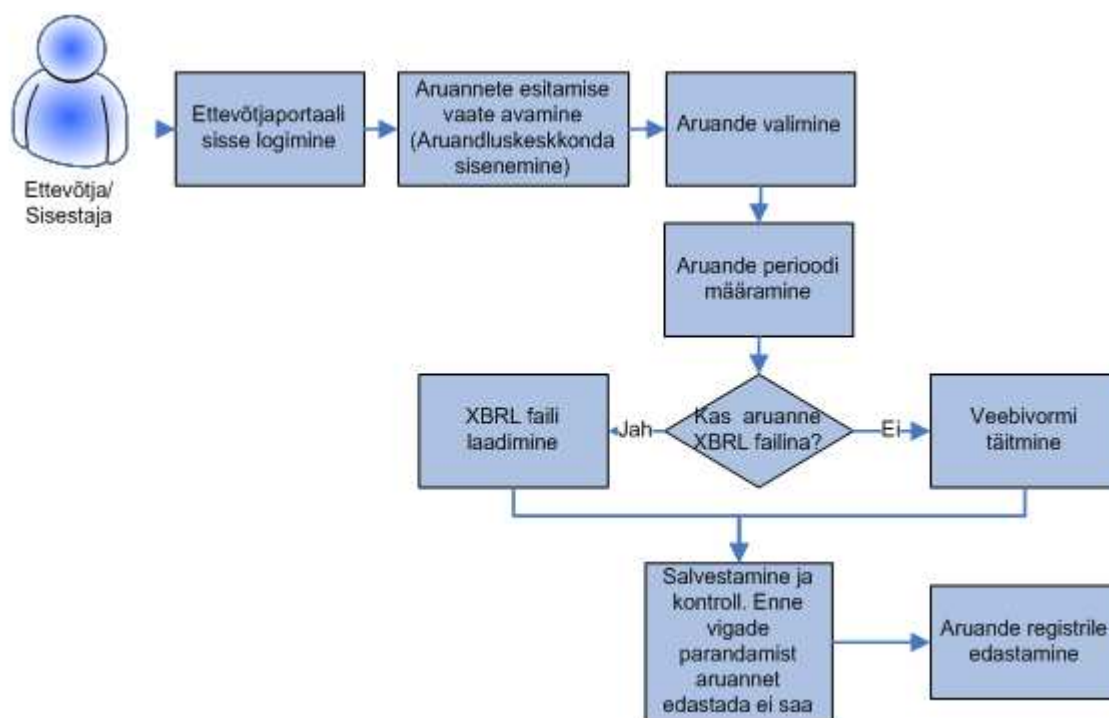 Ettevõtja/
Sisestaja
Ettevõtjaportaali
sisse logimine
Aruannete esitamise
vaate avamine
(Aruandluskeskkonda
sisenemine)
Aruande valimine
Aruande perioodi
määramine
Kas aruanne
XBRL failina?
Jah
Ei
XBRL faili
laadimine
Veebivormi
täitmine
Salvestamine ja
kontroll. Enne
vigade
parandamist
aruannet
edastada ei saa
Aruande registrile
edastamine